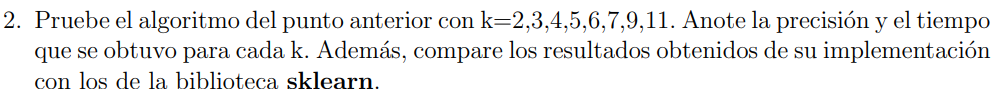 2. Pruebe el algoritmo del punto anterior con k=2,3,4,5,6,7,9,11. Anote la precisión y el tiempo
que se obtuvo para cada k. Además, compare los resultados obtenidos de su implementación
con los de la biblioteca sklearn.